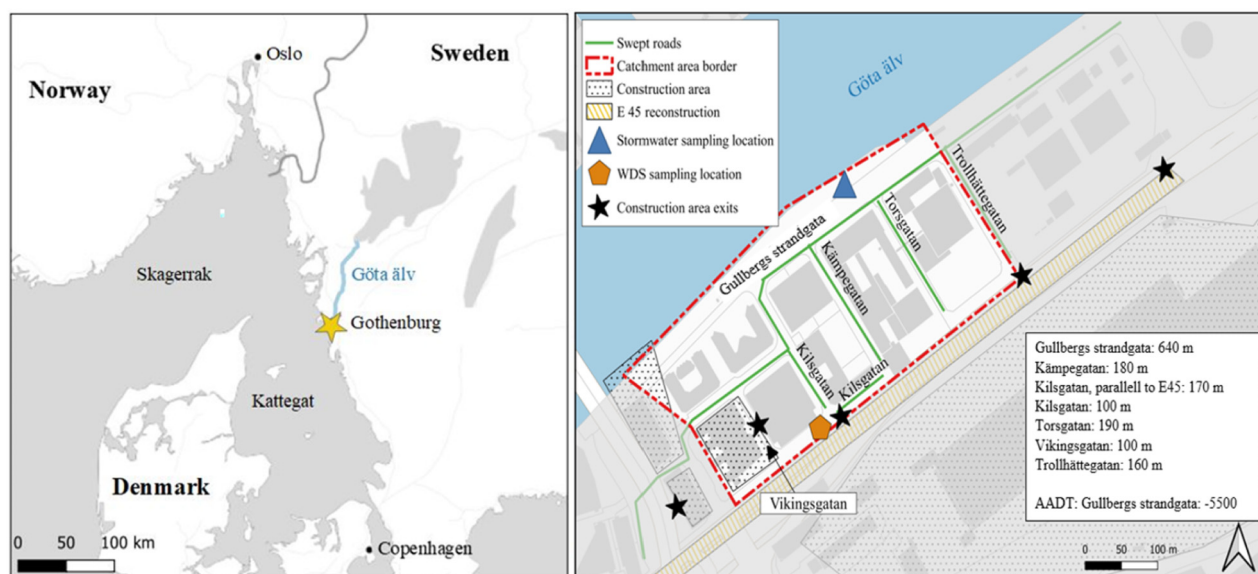 Norway
Oslo
Sweden
Skagerrak
Göta älv
Gothenburg
Kattegat
Denmark
Copenhagen
0 50 100 km
Swept roads
Catchment area border
Construction area
E 45 reconstruction
Stormwater sampling location
WDS sampling location
Construction area exits
Göta älv
Gullbergs strandgata
Kämpegatan
Torsgatan
Trollhättegatan
Kilsgatan
Kilsgatan
Vikingsgatan
Gullbergs strandgata: 640 m
Kämpegatan: 180 m
Kilsgatan, parallell to E45: 170 m
Kilsgatan: 100 m
Torsgatan: 190 m
Vikingsgatan: 100 m
Trollhättegatan: 160 m
AADT: Gullbergs strandgata: -5500
0 50 100 m